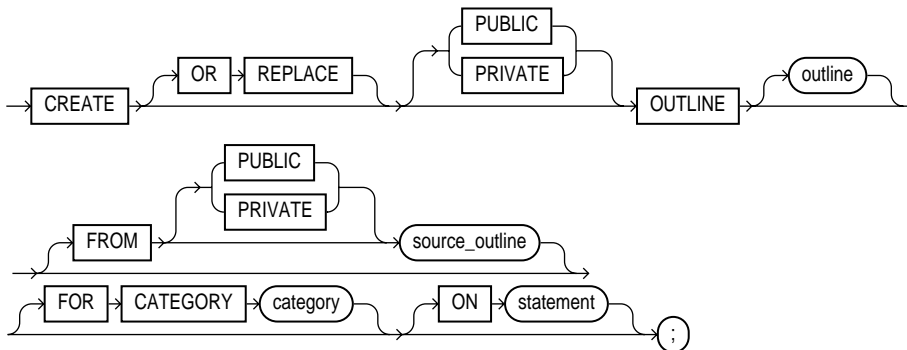 PUBLIC
OR REPLACE PRIVATE outline
CREATE OUTLINE
PUBLIC
PRIVATE
FROM source_outline
FOR CATEGORY category ON statement
;